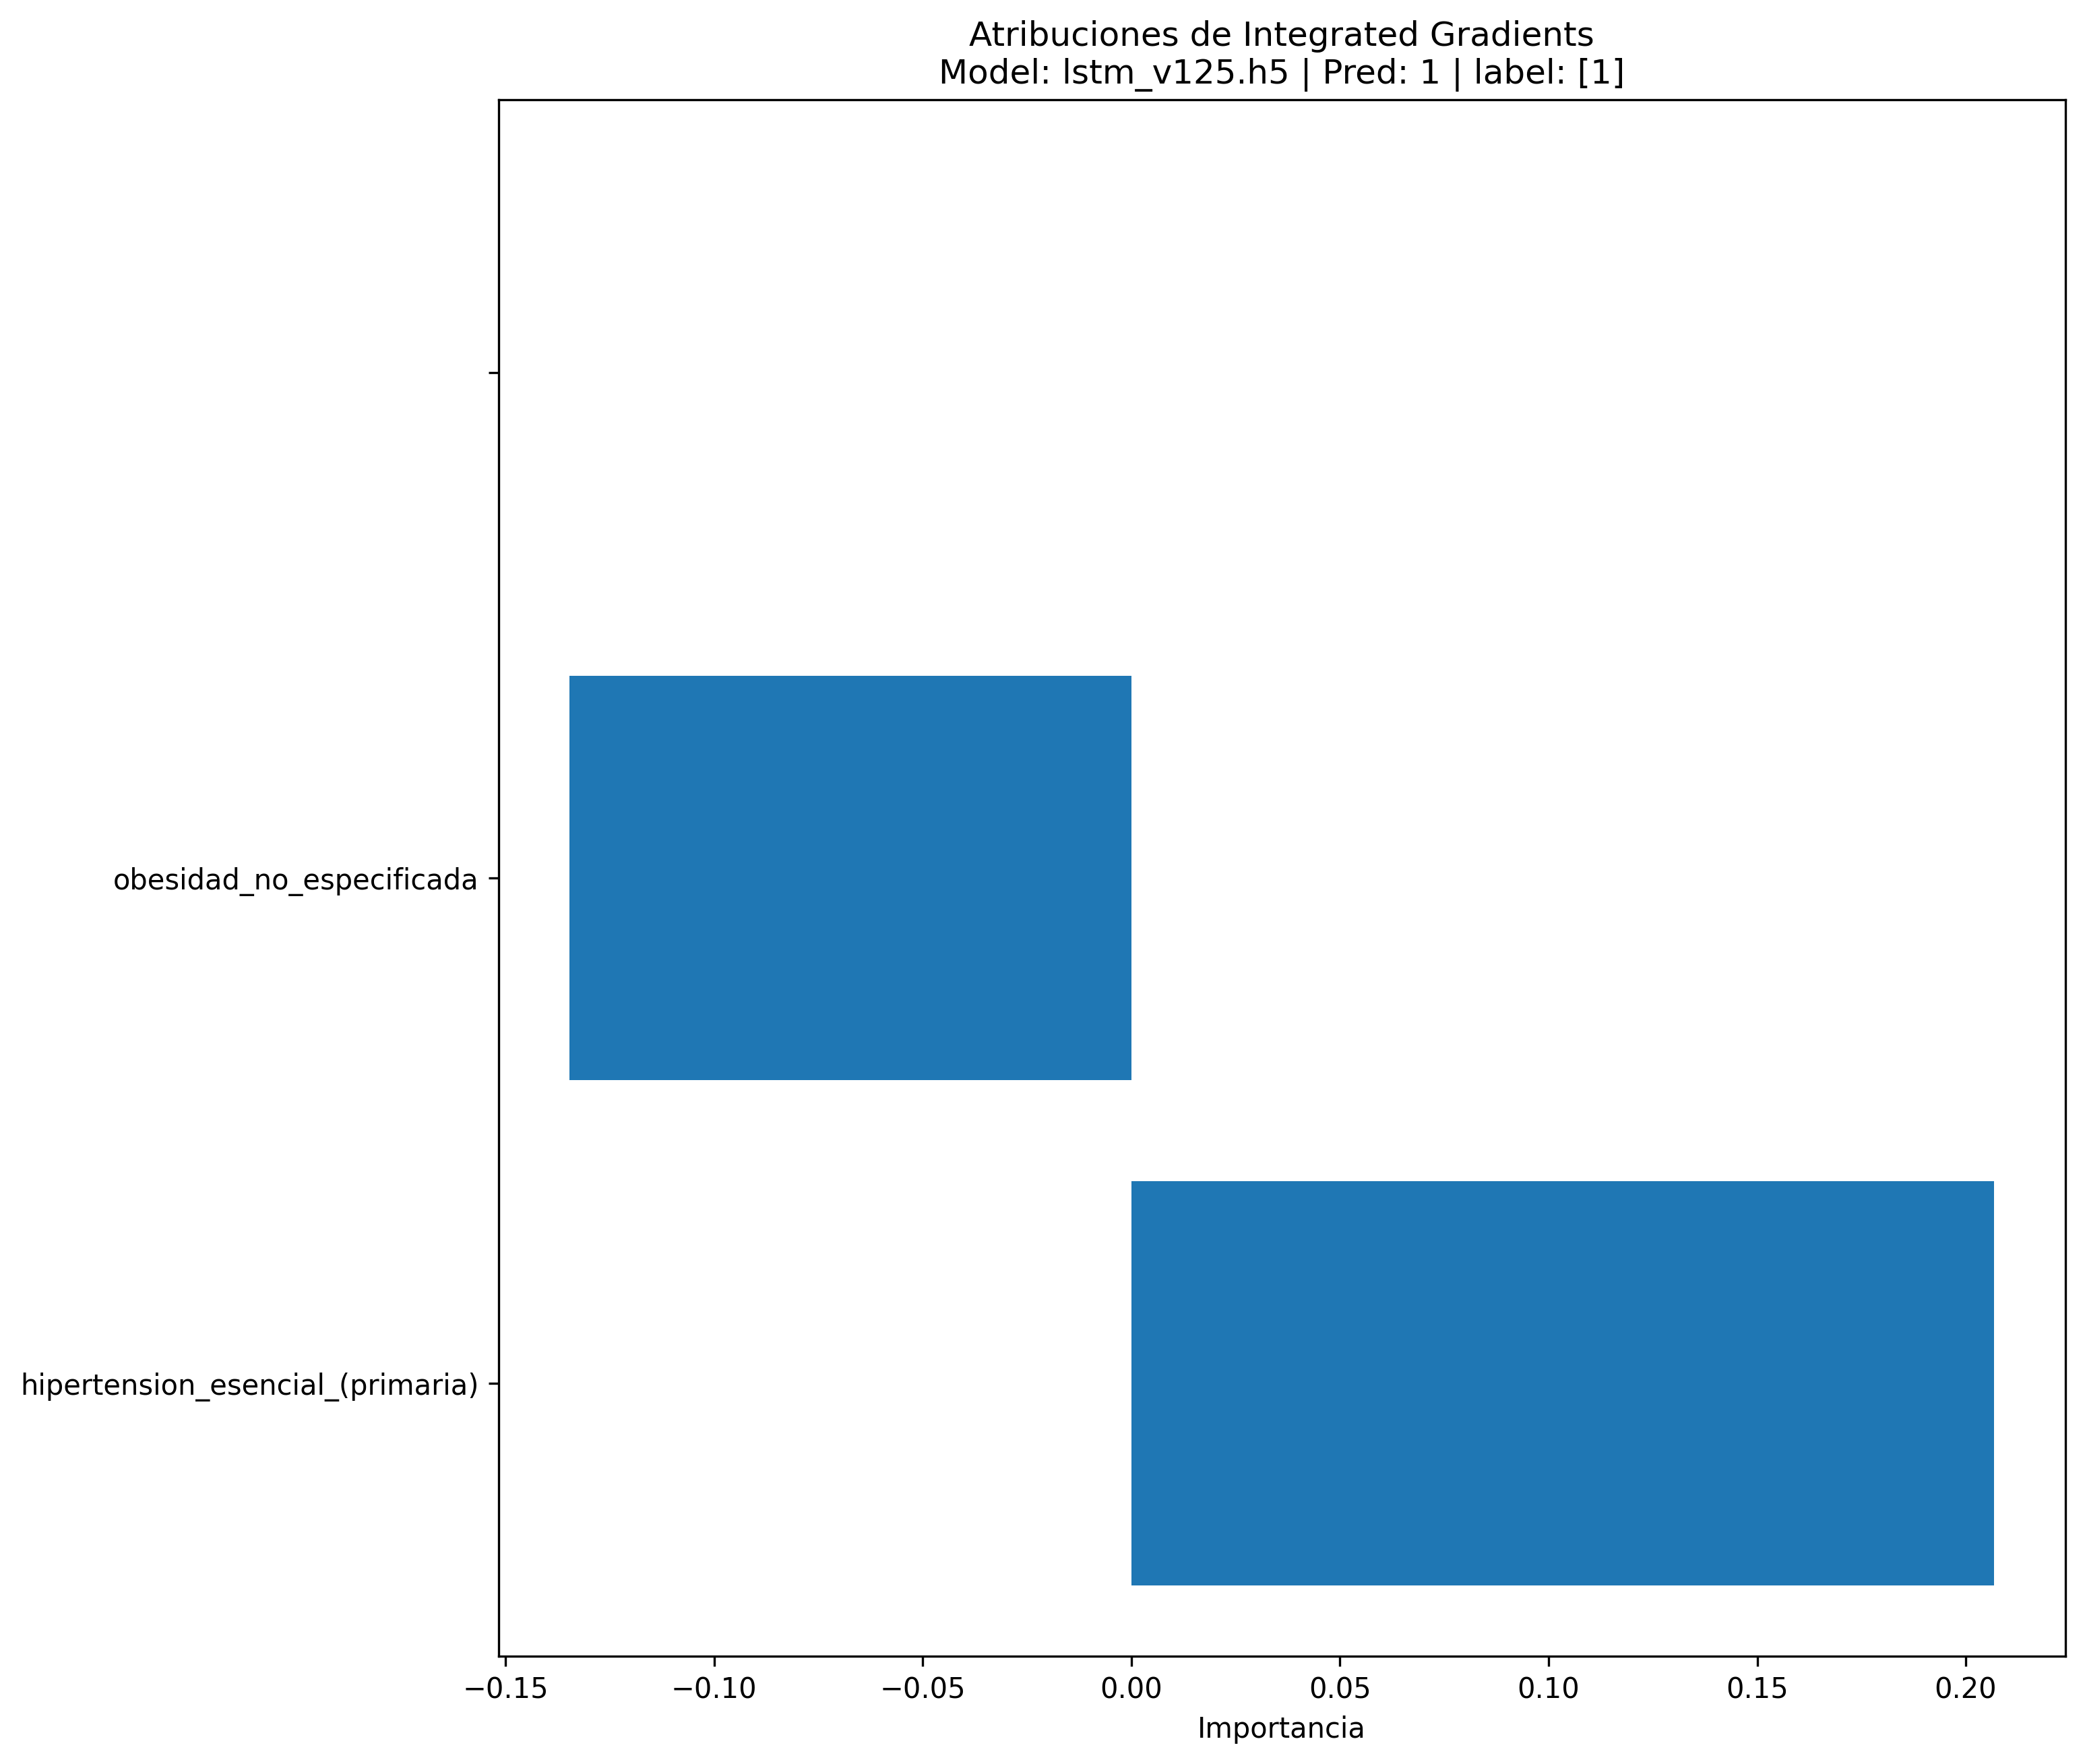 Atribuciones de Integrated Gradients
Model: lstm_v125.h5 | Pred: 1 | label: [1]
obesidad_no_especificada
hipertension_esencial_(primaria)
−0.15 −0.10 −0.05 0.00 0.05 0.10 0.15 0.20
Importancia